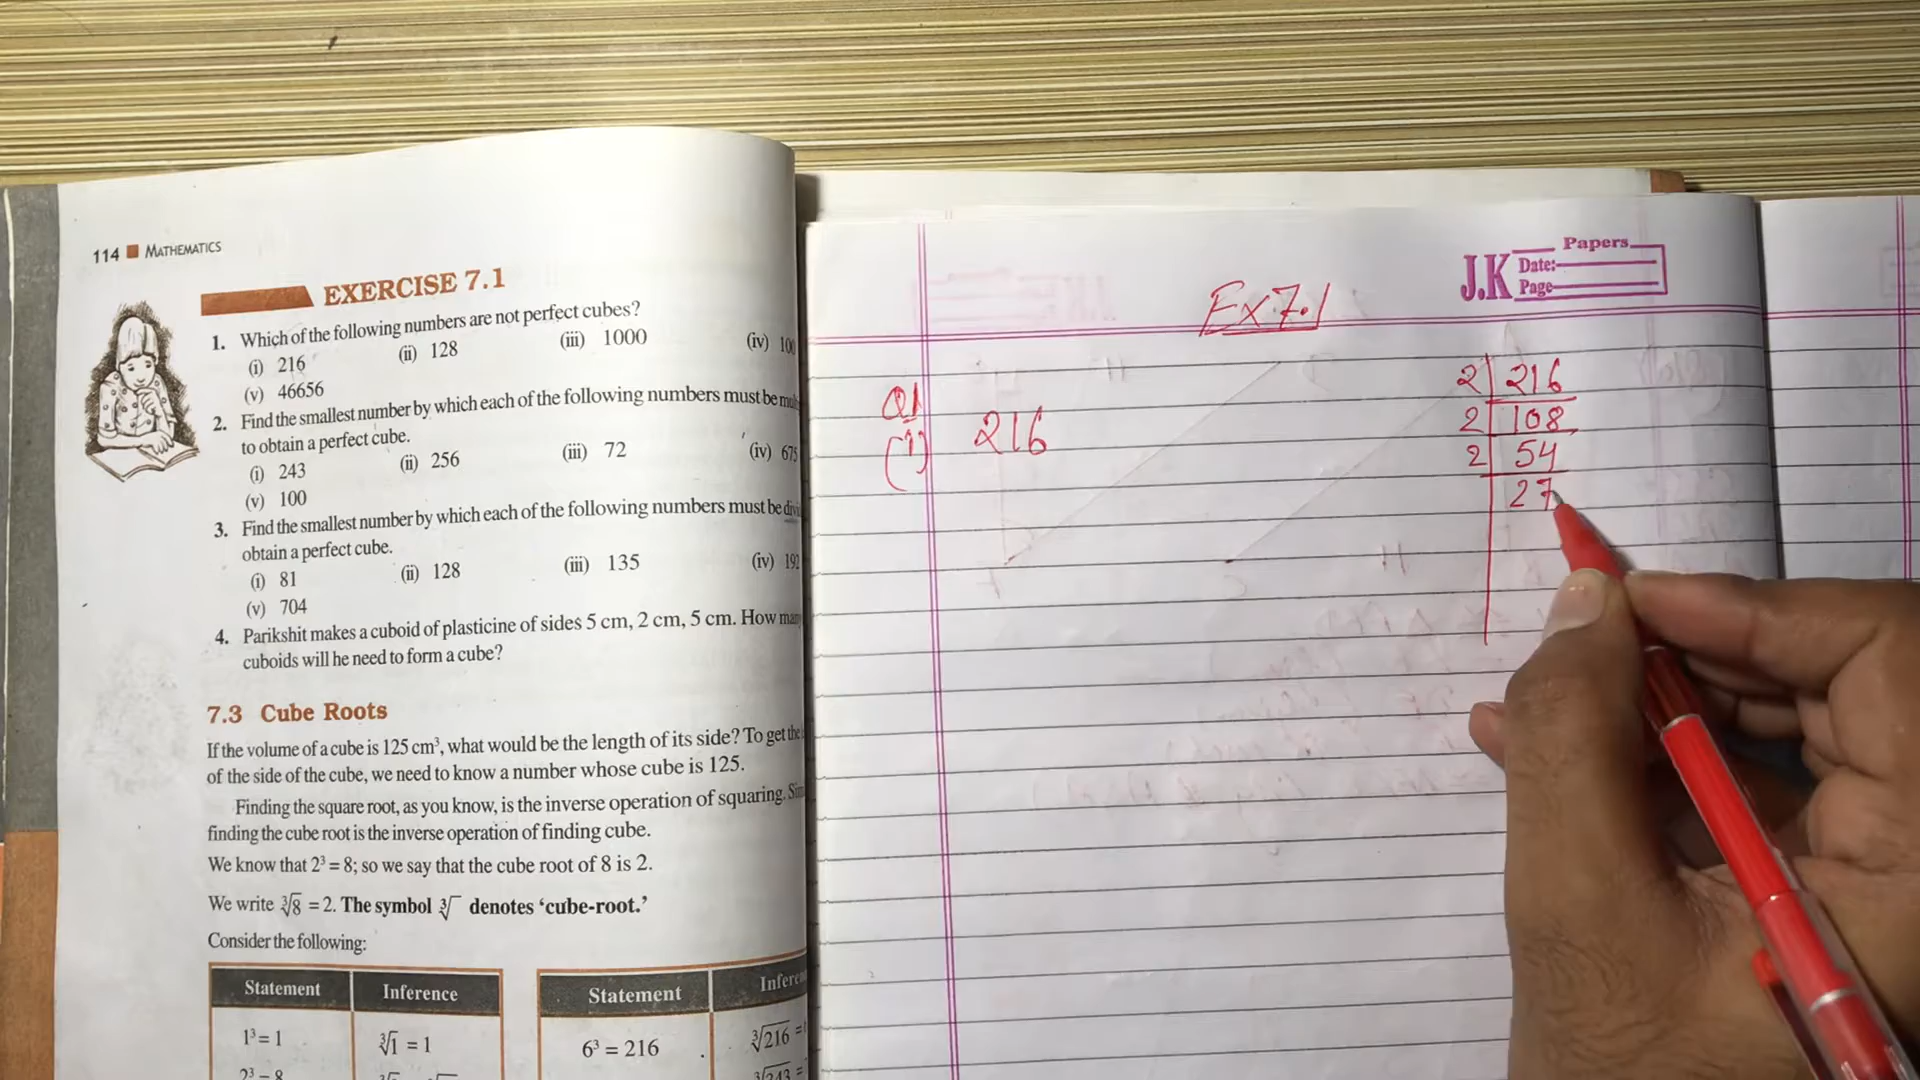 114 MATHEMATICS
EXERCISE 7.1
1. Which of the following numbers are not perfect cubes?
(i) 216 (ii) 128 (iii) 1000 (iv) 100
(v) 46656
2. Find the smallest number by which each of the following numbers must be
to obtain a perfect cube.
(i) 243 (ii) 256 (iii) 72 (iv) 675
(v) 100
3. Find the smallest number by which each of the following numbers must be
obtain a perfect cube.
(i) 81 (ii) 128 (iii) 135 (iv) 192
(v) 704
4. Parikshit makes a cuboid of plasticine of sides 5 cm, 2 cm, 5 cm. How
cuboids will he need to form a cube?
7.3 Cube Roots
If the volume of a cube is 125 cm³, what would be the length of its side? To get the
of the side of the cube, we need to know a number whose cube is 125.
Finding the square root, as you know, is the inverse operation of squaring.
finding the cube root is the inverse operation of finding cube.
We know that 2³ = 8; so we say that the cube root of 8 is 2.
We write ∛8 = 2. The symbol ∛ denotes ‘cube-root.’
Consider the following:
Statement Inference
1³ = 1 ∛1 = 1
2³ = 8
Statement
6³ = 216 ∛216 =
J.K Papers
Date:
Page
Ex 7.1
Q1
(i) 216
2 216
2 108
2 54
27